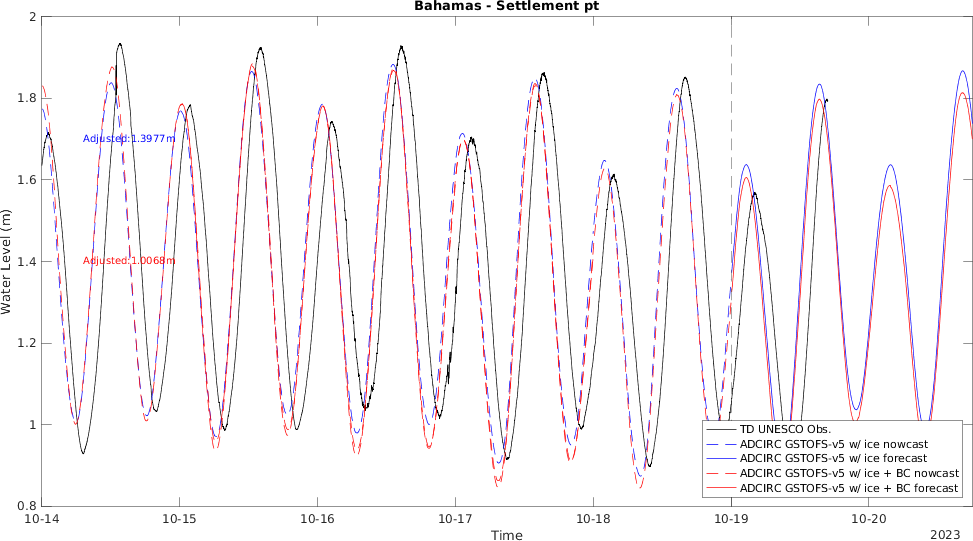 Bahamas - Settlement pt
2
1.8
1.6
1.4
1.2
1
0.8
Water Level (m)
Adjusted:1.3977m
Adjusted:1.0068m
TD UNESCO Obs.
ADCIRC GSTOFS-v5 w/ ice nowcast
ADCIRC GSTOFS-v5 w/ ice forecast
ADCIRC GSTOFS-v5 w/ ice + BC nowcast
ADCIRC GSTOFS-v5 w/ ice + BC forecast
10-14 10-15 10-16 10-17 10-18 10-19 10-20
Time
2023